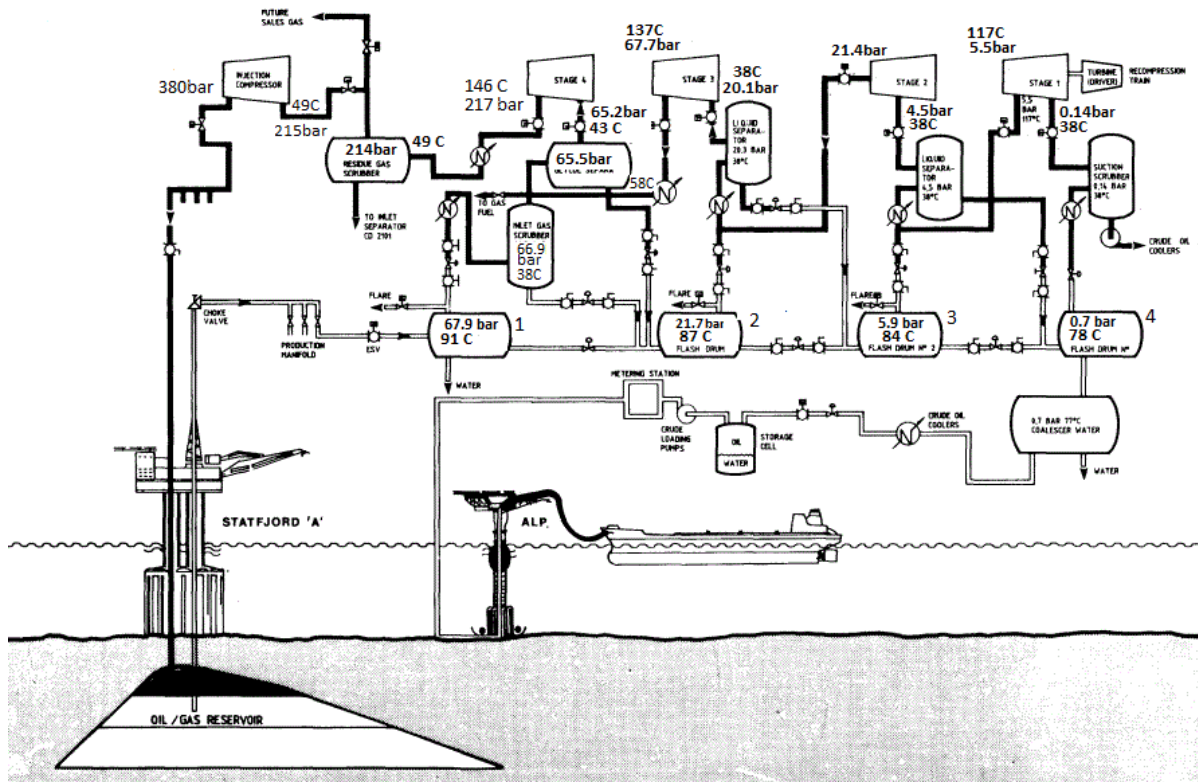 FUTURE
SALES GAS
INJECTION
COMPRESSOR
380bar
49C
215bar
214bar
RESIDUE GAS
SCRUBBER
49 C
TO INLET
SEPARATOR
CD 2101
STAGE 4
146 C
217 bar
65.2bar
43 C
65.5bar
58C
TO GAS
FUEL
INLET GAS
SCRUBBER
66.9
bar
38C
137C
67.7bar
STAGE 3
38C
20.1bar
LIQUID
SEPARA-
TOR
20.3 BAR
38°C
21.4bar
STAGE 2
4.5bar
38C
LIQUID
SEPARA-
TOR
4,5 BAR
38°C
117C
5.5bar
STAGE 1
TURBINE
(DRIVER)
RECOMPRESSION
TRAIN
5,5
BAR
117°C
0.14bar
38C
SUCTION
SCRUBBER
0,14 BAR
38°C
CRUDE OIL
COOLERS
CHOKE
VALVE
PRODUCTION
MANIFOLD
ESV
FLARE
67.9 bar
91 C
1
WATER
FLARE
21.7bar
87 C
FLASH DRUM
2
FLARE
5.9 bar
84 C
FLASH DRUM Nº 2
3
0.7 bar
78 C
FLASH DRUM Nº
4
METERING STATION
CRUDE
LOADING
PUMPS
OIL
WATER
STORAGE
CELL
CRUDE OIL
COOLERS
0,7 BAR 77°C
COALESCER WATER
WATER
STATFJORD 'A'
ALP.
OIL / GAS RESERVOIR